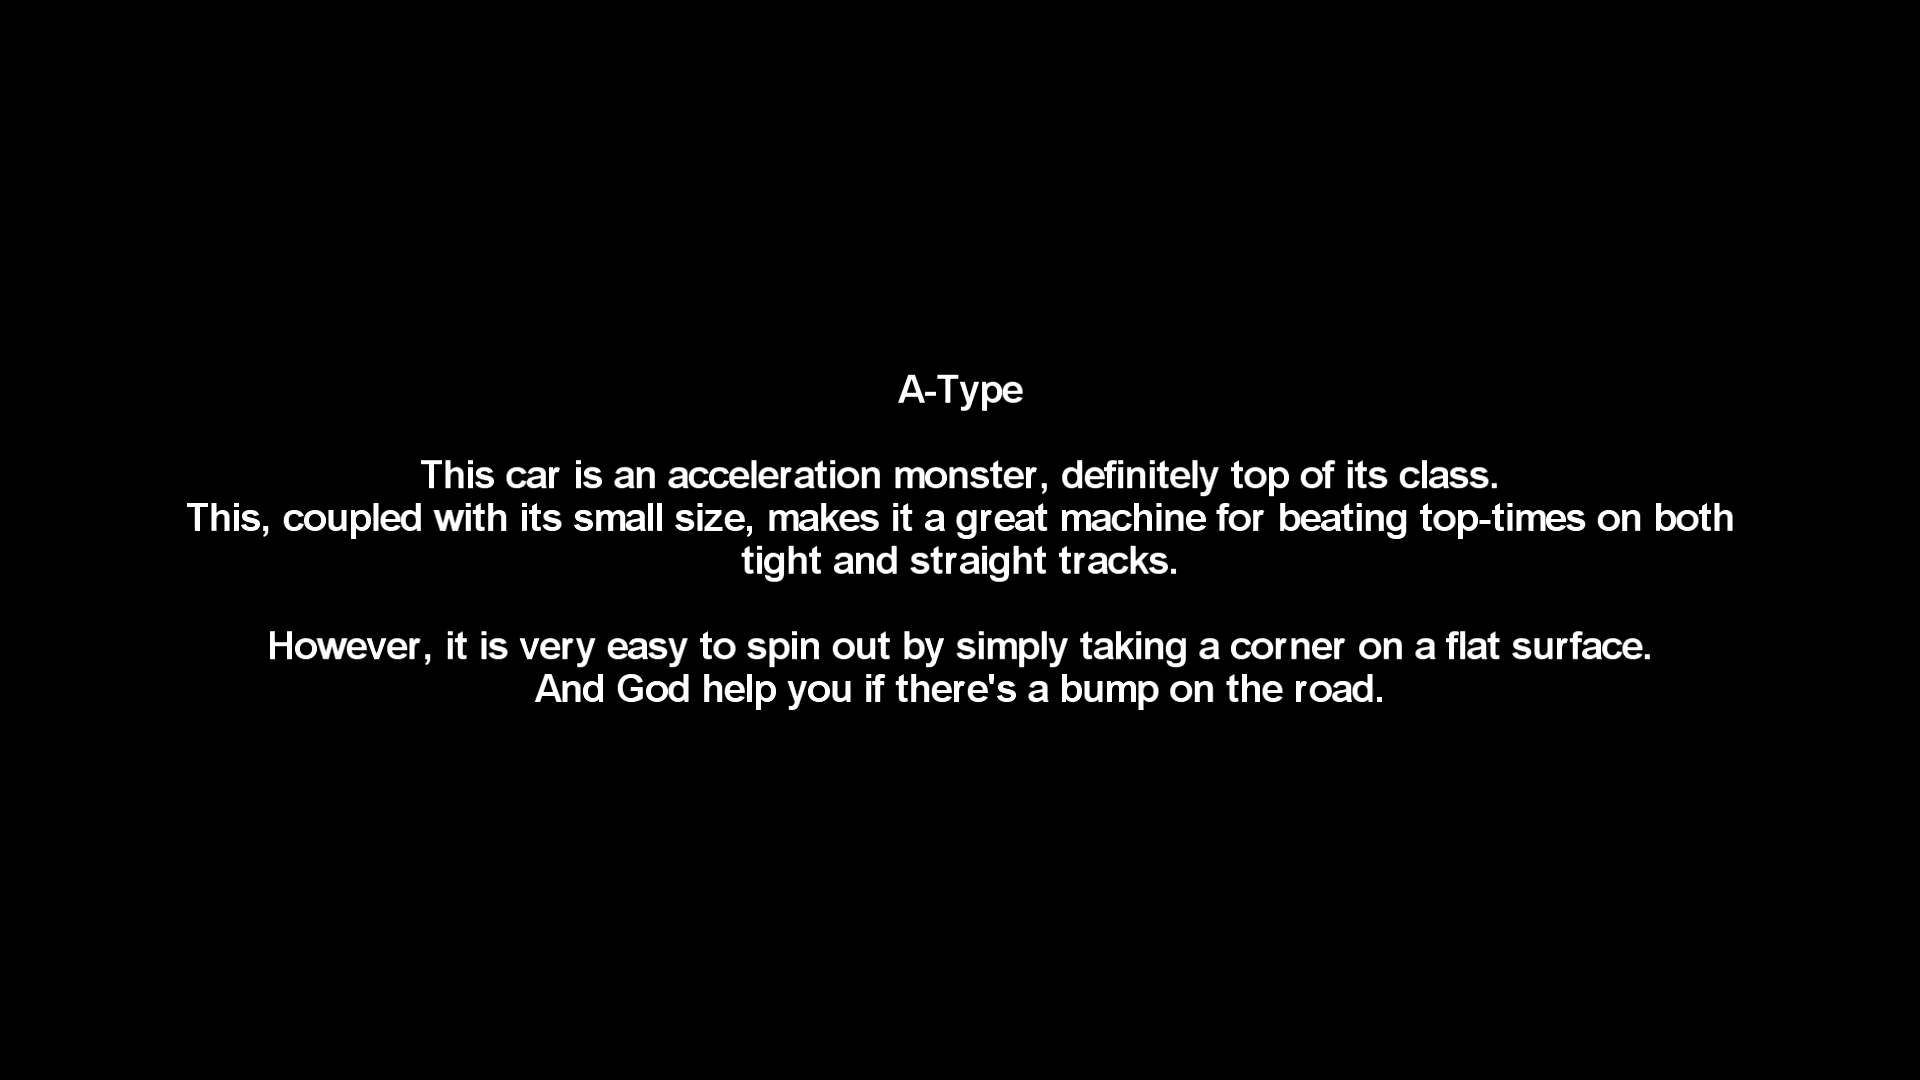 A-Type
This car is an acceleration monster, definitely top of its class.
This, coupled with its small size, makes it a great machine for beating top-times on both
tight and straight tracks.
However, it is very easy to spin out by simply taking a corner on a flat surface.
And God help you if there's a bump on the road.